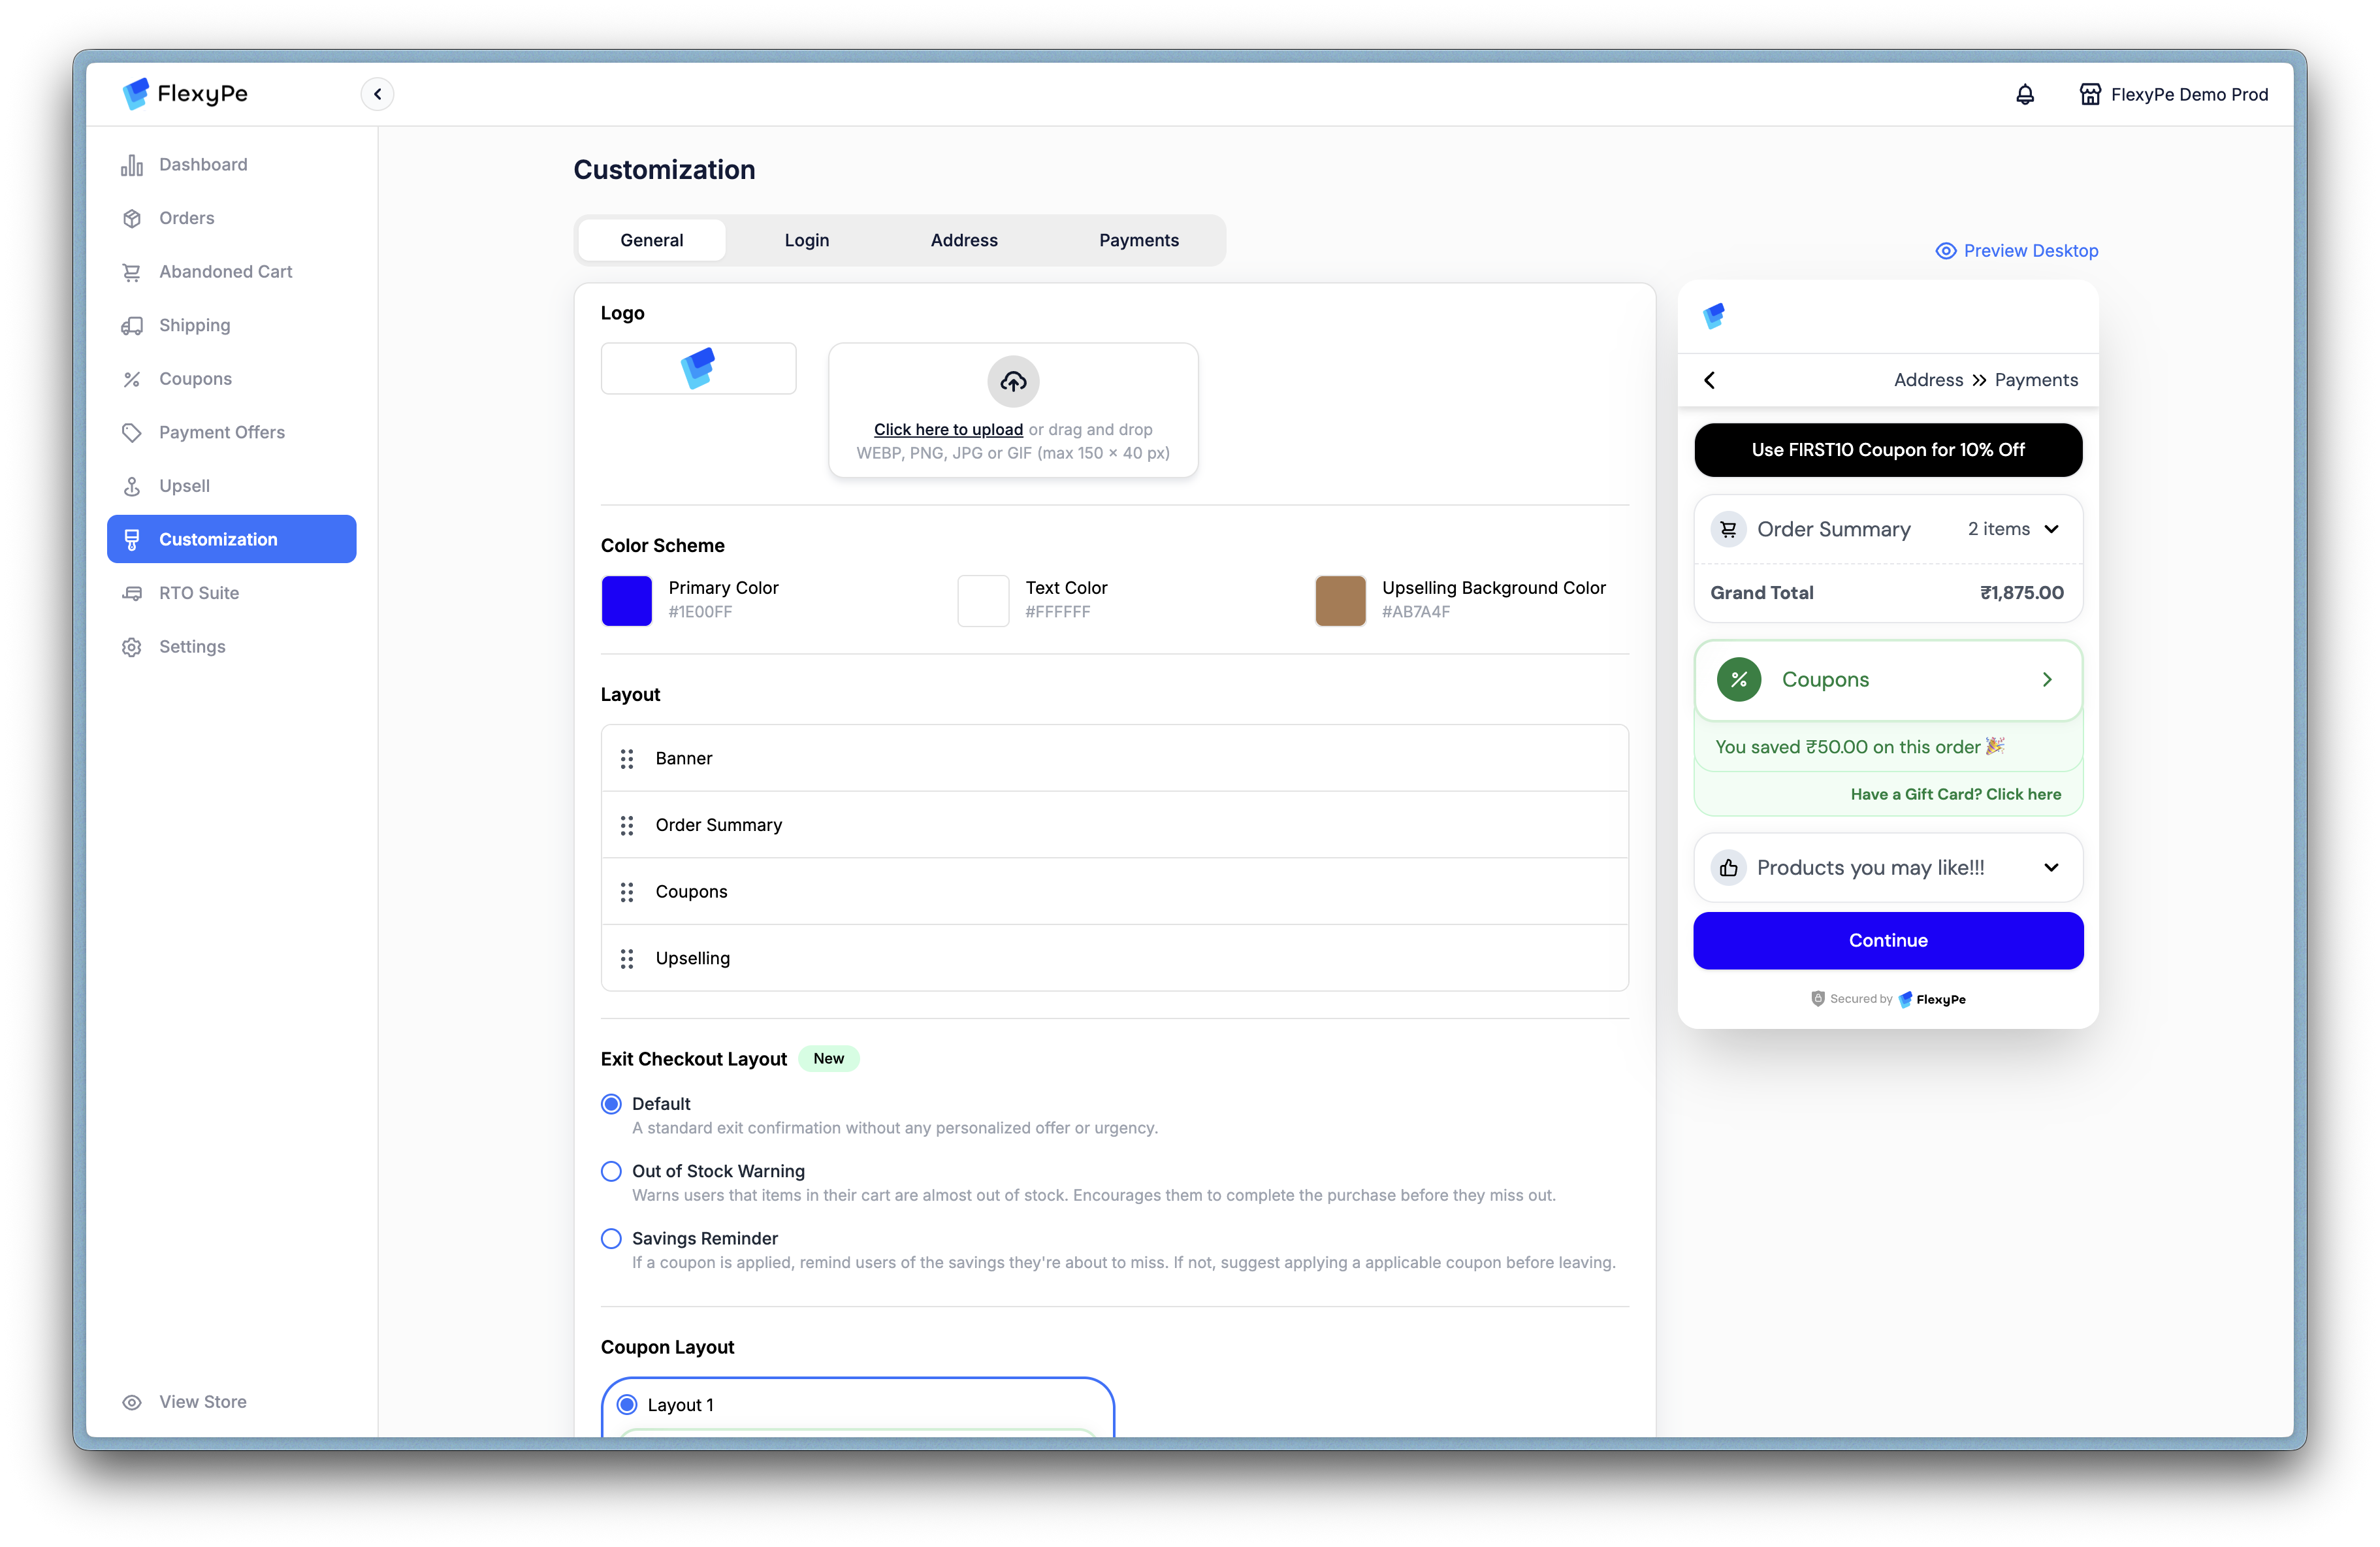 FlexyPe
FlexyPe Demo Prod
Dashboard
Orders
Abandoned Cart
Shipping
Coupons
Payment Offers
Upsell
Customization
RTO Suite
Settings
View Store
Customization
General
Login
Address
Payments
Logo
Click here to upload or drag and drop
WEBP, PNG, JPG or GIF (max 150 × 40 px)
Color Scheme
Primary Color
#1E00FF
Text Color
#FFFFFF
Upselling Background Color
#AB7A4F
Layout
Banner
Order Summary
Coupons
Upselling
Exit Checkout Layout
New
Default
A standard exit confirmation without any personalized offer or urgency.
Out of Stock Warning
Warns users that items in their cart are almost out of stock. Encourages them to complete the purchase before they miss out.
Savings Reminder
If a coupon is applied, remind users of the savings they're about to miss. If not, suggest applying a applicable coupon before leaving.
Coupon Layout
Layout 1
Preview Desktop
Address » Payments
Use FIRST10 Coupon for 10% Off
Order Summary
2 items
Grand Total
₹1,875.00
Coupons
You saved ₹50.00 on this order 🎉
Have a Gift Card? Click here
Products you may like!!!
Continue
Secured by FlexyPe